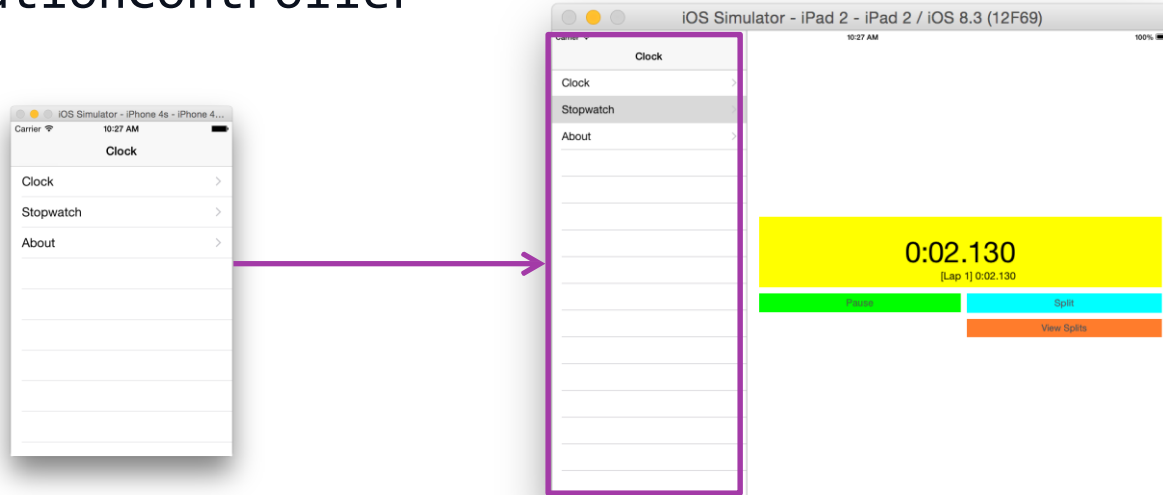 iOS Simulator - iPad 2 - iPad 2 / iOS 8.3 (12F69)
10:27 AM 100%
Clock
Clock
Stopwatch
About
0:02.130
[Lap 1] 0:02.130
Pause Split
View Splits
iOS Simulator - iPhone 4s - iPhone 4...
Carrier 10:27 AM
Clock
Clock
Stopwatch
About